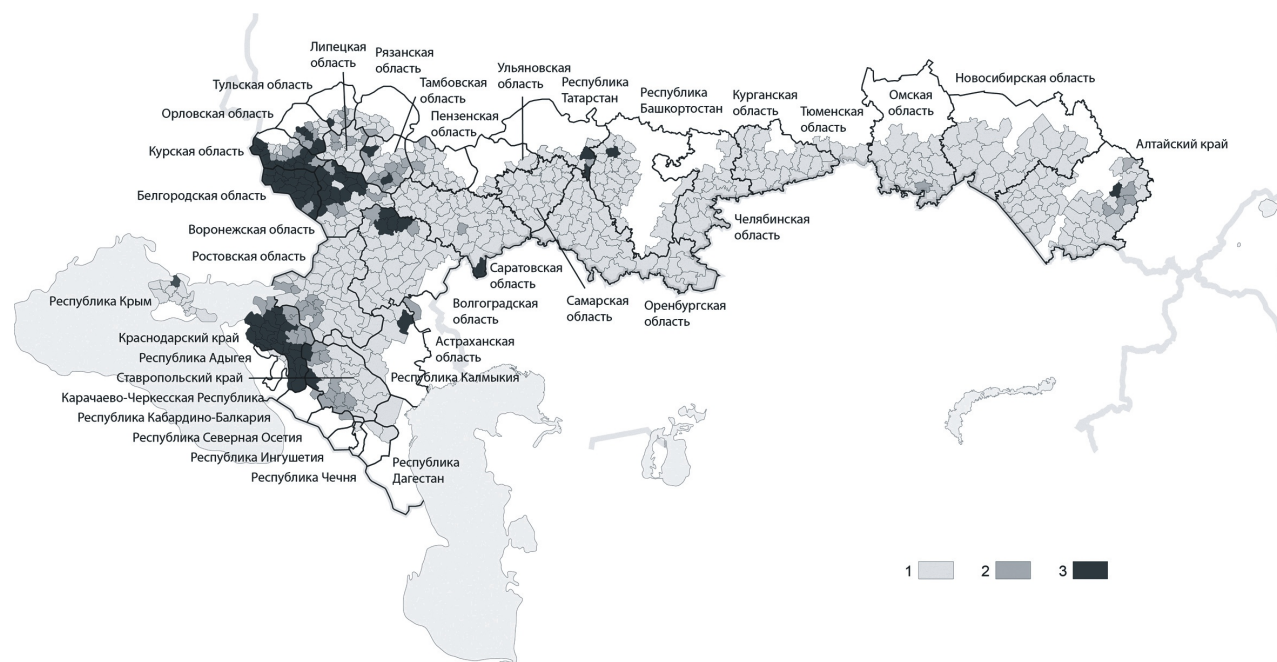 Липецкая
область
Рязанская
область
Тульская область
Тамбовская
область
Ульяновская
область
Республика
Татарстан
Республика
Башкортостан
Курганская
область
Тюменская
область
Омская
область
Новосибирская область
Орловская область
Пензенская
область
Алтайский край
Курская область
Белгородская область
Воронежская область
Челябинская
область
Ростовская область
Саратовская
область
Республика Крым
Волгоградская
область
Самарская
область
Оренбургская
область
Краснодарский край
Астраханская
область
Республика Адыгея
Ставропольский край
Республика Калмыкия
Карачаево-Черкесская Республика
Республика Кабардино-Балкария
Республика Северная Осетия
Республика Ингушетия
Республика Чечня
Республика
Дагестан
1 2 3